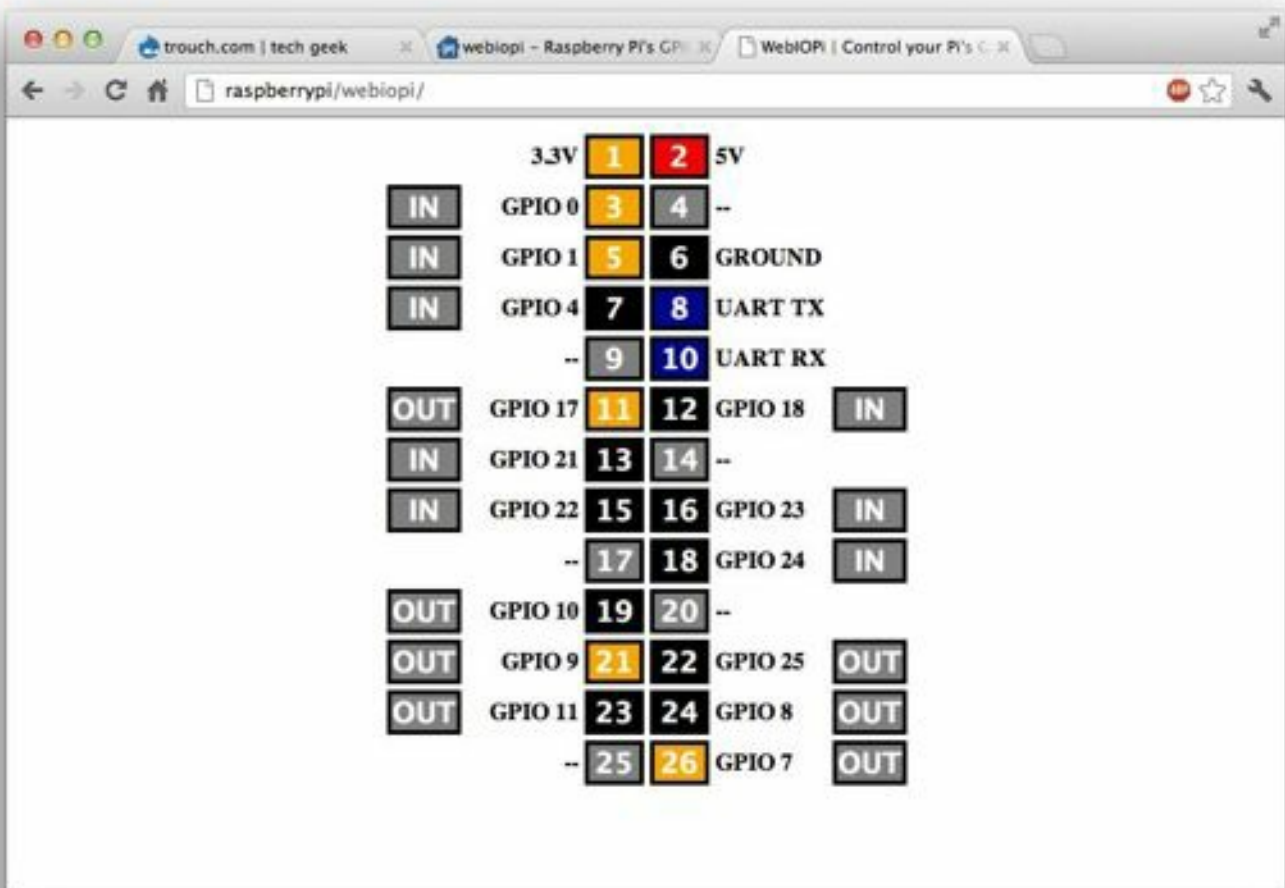 trouch.com | tech geek webiopi - Raspberry Pi's GPI WebIOPi | Control your Pi's G
raspberrypi/webiopi/
3.3V 1 2 5V
IN GPIO 0 3 4 --
IN GPIO 1 5 6 GROUND
IN GPIO 4 7 8 UART TX
-- 9 10 UART RX
OUT GPIO 17 11 12 GPIO 18 IN
IN GPIO 21 13 14 --
IN GPIO 22 15 16 GPIO 23 IN
-- 17 18 GPIO 24 IN
OUT GPIO 10 19 20 --
OUT GPIO 9 21 22 GPIO 25 OUT
OUT GPIO 11 23 24 GPIO 8 OUT
-- 25 26 GPIO 7 OUT